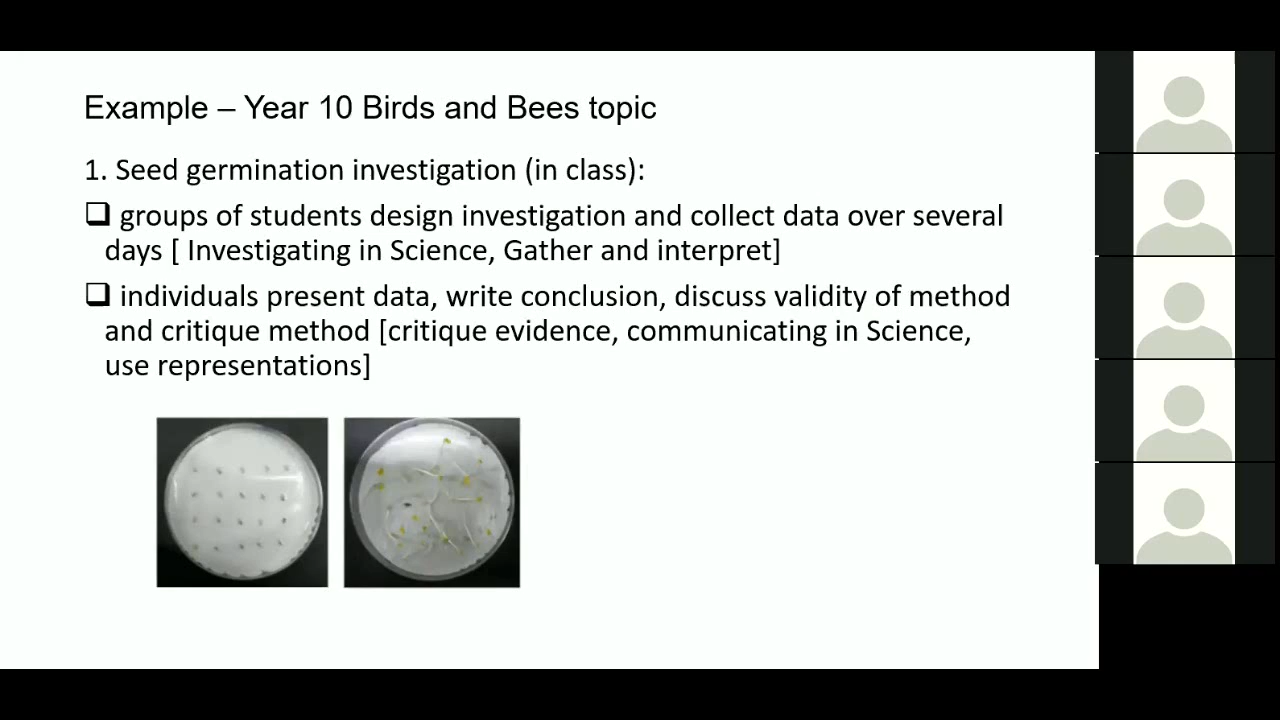 Example – Year 10 Birds and Bees topic
1. Seed germination investigation (in class):
❑ groups of students design investigation and collect data over several
days [ Investigating in Science, Gather and interpret]
❑ individuals present data, write conclusion, discuss validity of method
and critique method [critique evidence, communicating in Science,
use representations]